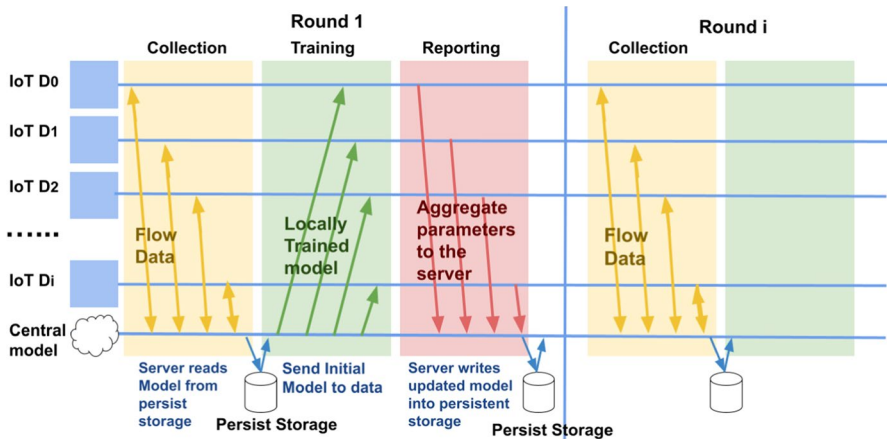 Round 1
Round i
Collection
Training
Reporting
Collection
IoT D0
IoT D1
IoT D2
......
IoT Di
Central
model
Flow
Data
Locally
Trained
model
Aggregate
parameters
to the
server
Flow
Data
Server reads
Model from
persist
storage
Send Initial
Model to data
Server writes
updated model
into persistent
storage
Persist Storage
Persist Storage